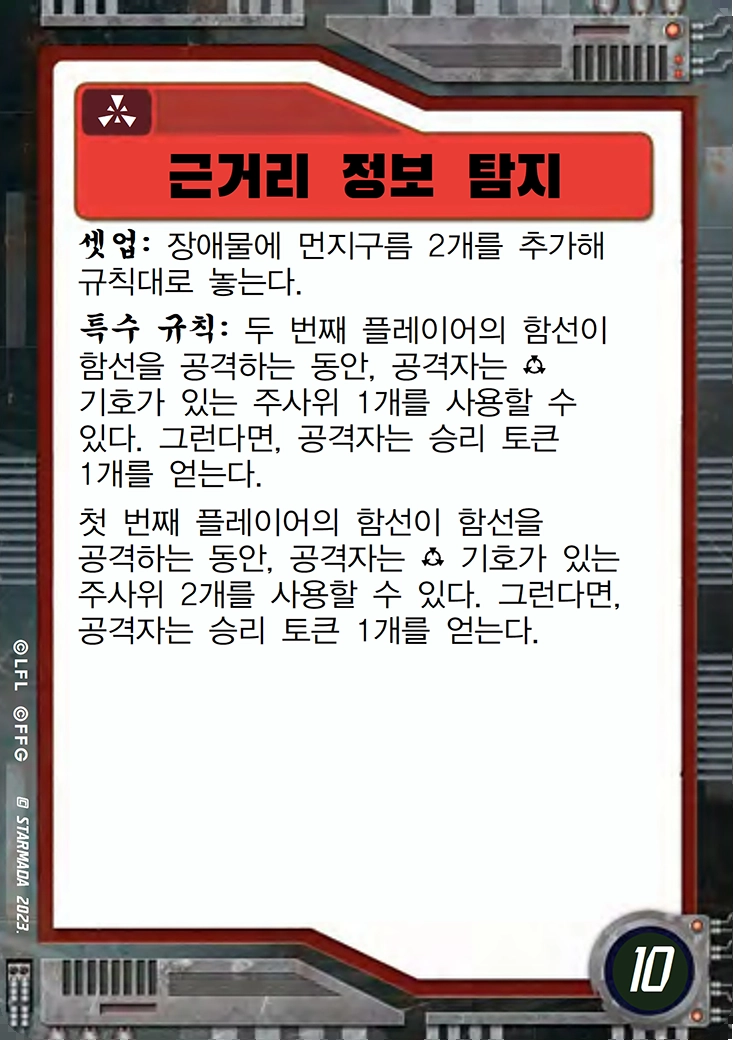 근거리 정보 탐지
셋업: 장애물에 먼지구름 2개를 추가해
규칙대로 놓는다.
특수 규칙: 두 번째 플레이어의 함선이
함선을 공격하는 동안, 공격자는
기호가 있는 주사위 1개를 사용할 수
있다. 그런다면, 공격자는 승리 토큰
1개를 얻는다.
첫 번째 플레이어의 함선이 함선을
공격하는 동안, 공격자는 기호가 있는
주사위 2개를 사용할 수 있다. 그런다면,
공격자는 승리 토큰 1개를 얻는다.
©LFL ©FFG © STARMADA 2023.
10